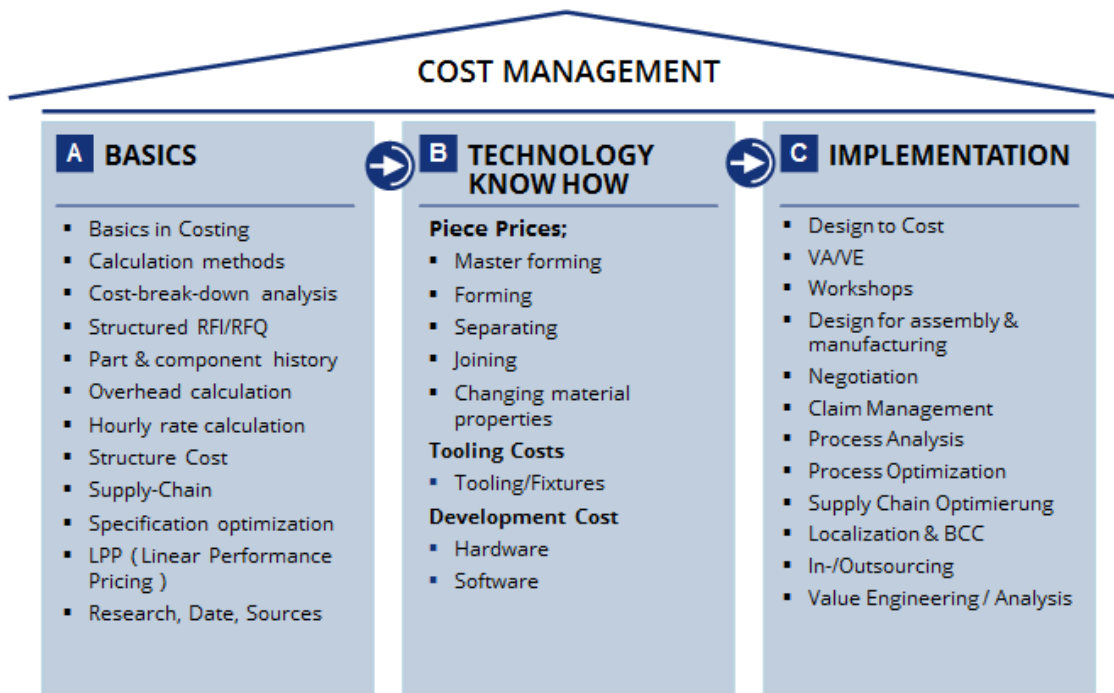 COST MANAGEMENT
A BASICS
▪ Basics in Costing
▪ Calculation methods
▪ Cost-break-down analysis
▪ Structured RFI/RFQ
▪ Part & component history
▪ Overhead calculation
▪ Hourly rate calculation
▪ Structure Cost
▪ Supply-Chain
▪ Specification optimization
▪ LPP ( Linear Performance
Pricing )
▪ Research, Date, Sources
B TECHNOLOGY
KNOW HOW
Piece Prices;
▪ Master forming
▪ Forming
▪ Separating
▪ Joining
▪ Changing material
properties
Tooling Costs
▪ Tooling/Fixtures
Development Cost
▪ Hardware
▪ Software
C IMPLEMENTATION
▪ Design to Cost
▪ VA/VE
▪ Workshops
▪ Design for assembly &
manufacturing
▪ Negotiation
▪ Claim Management
▪ Process Analysis
▪ Process Optimization
▪ Supply Chain Optimierung
▪ Localization & BCC
▪ In-/Outsourcing
▪ Value Engineering / Analysis